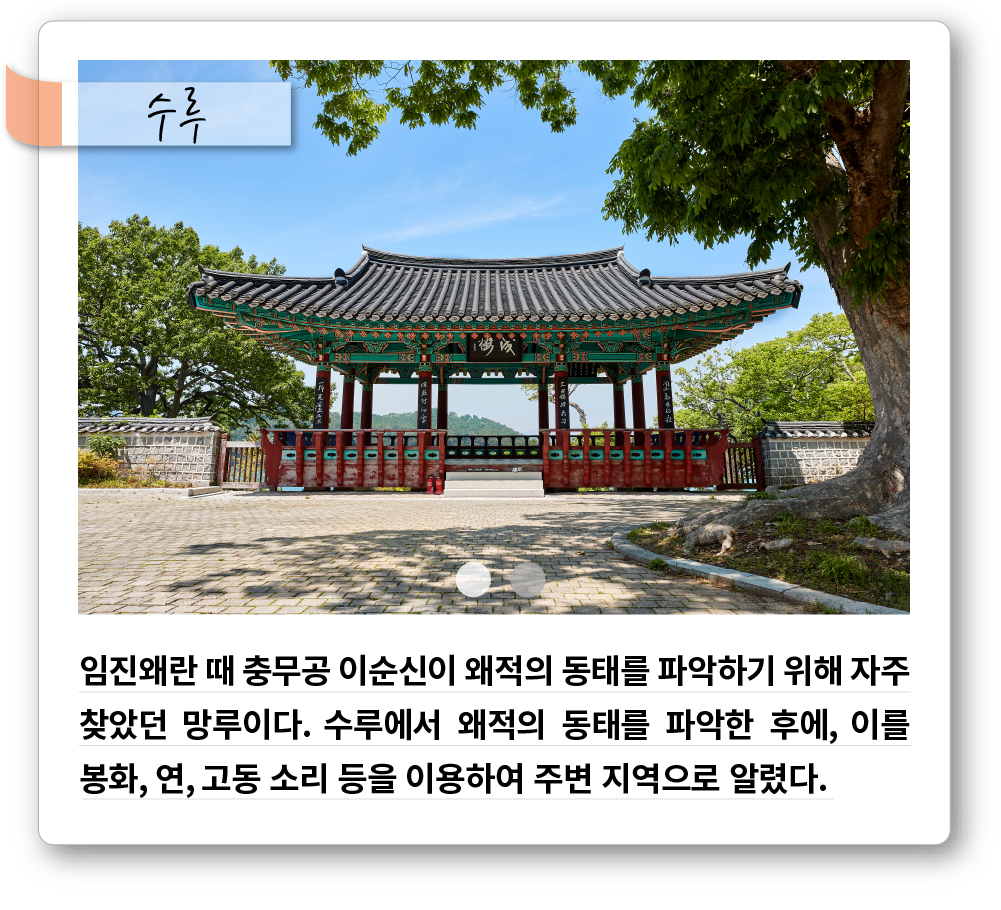 수루
戍樓
임진왜란 때 충무공 이순신이 왜적의 동태를 파악하기 위해 자주
찾았던 망루이다. 수루에서 왜적의 동태를 파악한 후에, 이를
봉화, 연, 고동 소리 등을 이용하여 주변 지역으로 알렸다.